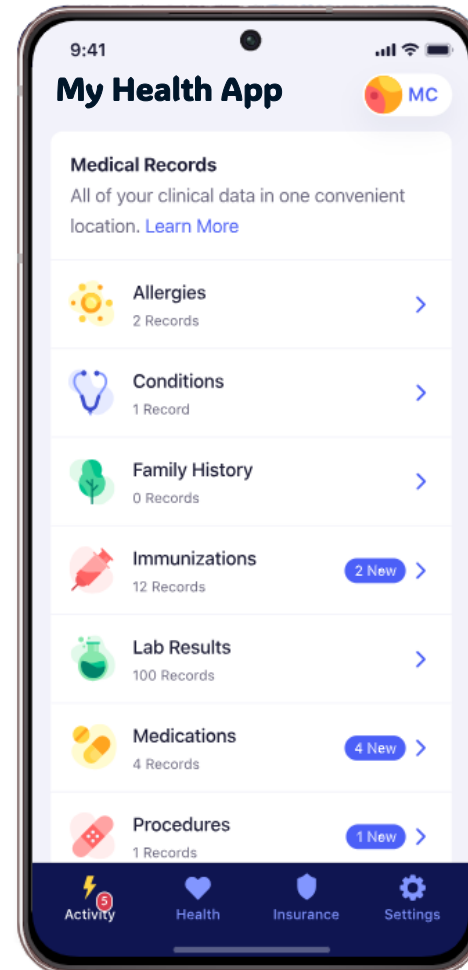 9:41
My Health App
MC
Medical Records
All of your clinical data in one convenient
location. Learn More
Allergies
2 Records
Conditions
1 Record
Family History
0 Records
Immunizations
12 Records
2 New
Lab Results
100 Records
Medications
4 Records
4 New
Procedures
1 Records
1 New
5
Activity
Health
Insurance
Settings